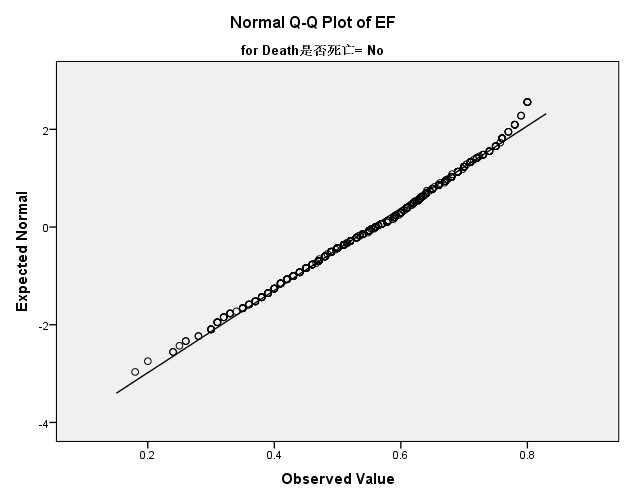 Normal Q-Q Plot of EF
for Death是否死亡= No
Expected Normal
2
0
-2
-4
0.2 0.4 0.6 0.8
Observed Value